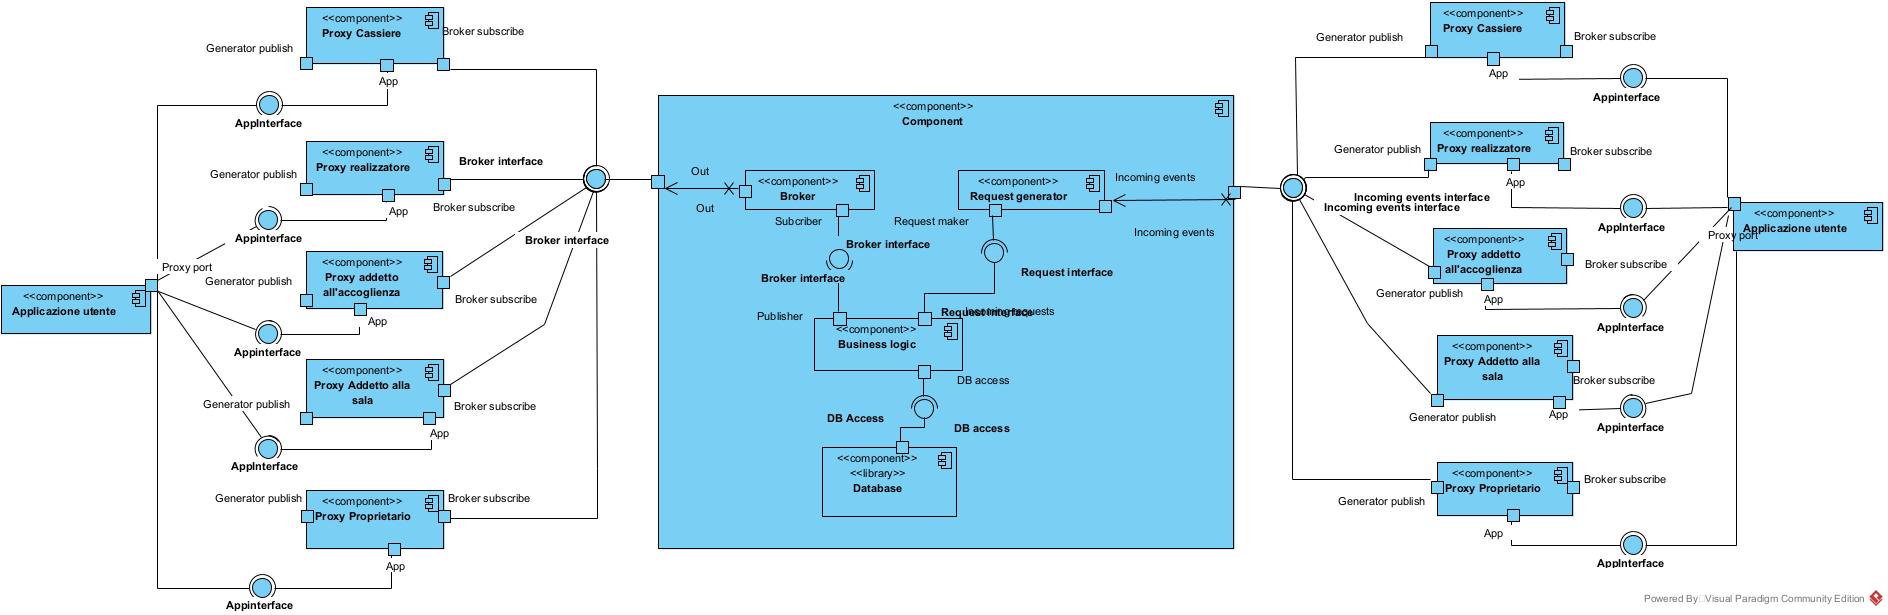 <<component>>
Proxy Cassiere
Generator publish
Broker subscribe
App
AppInterface
<<component>>
Proxy realizzatore
Generator publish
Broker interface
Broker subscribe
App
AppInterface
Broker interface
Proxy port
<<component>>
Proxy addetto
all'accoglienza
Generator publish
Broker subscribe
App
Appinterface
<<component>>
Applicazione utente
<<component>>
Proxy Addetto alla
sala
Generator publish
Broker subscribe
App
AppInterface
<<component>>
Proxy Proprietario
Generator publish
Broker subscribe
App
Appinterface
<<component>>
Component
Out
Out
<<component>>
Broker
Subcriber
Broker interface
Broker interface
Publisher
<<component>>
Request generator
Incoming events
Incoming events
Request maker
Request interface
Request interface
Incoming requests
<<component>>
Business logic
DB access
DB Access
DB access
<<component>>
<<library>>
Database
<<component>>
Proxy Cassiere
Generator publish
Broker subscribe
App
Appinterface
<<component>>
Proxy realizzatore
Generator publish
Broker subscribe
App
Incoming events interface
Incoming events interface
AppInterface
<<component>>
Proxy addetto
all'accoglienza
Generator publish
Broker subscribe
App
AppInterface
Proxy port
<<component>>
Applicazione utente
<<component>>
Proxy Addetto alla
sala
Generator publish
Broker subscribe
App
Appinterface
<<component>>
Proxy Proprietario
Generator publish
Broker subscribe
App
AppInterface
Powered By Visual Paradigm Community Edition